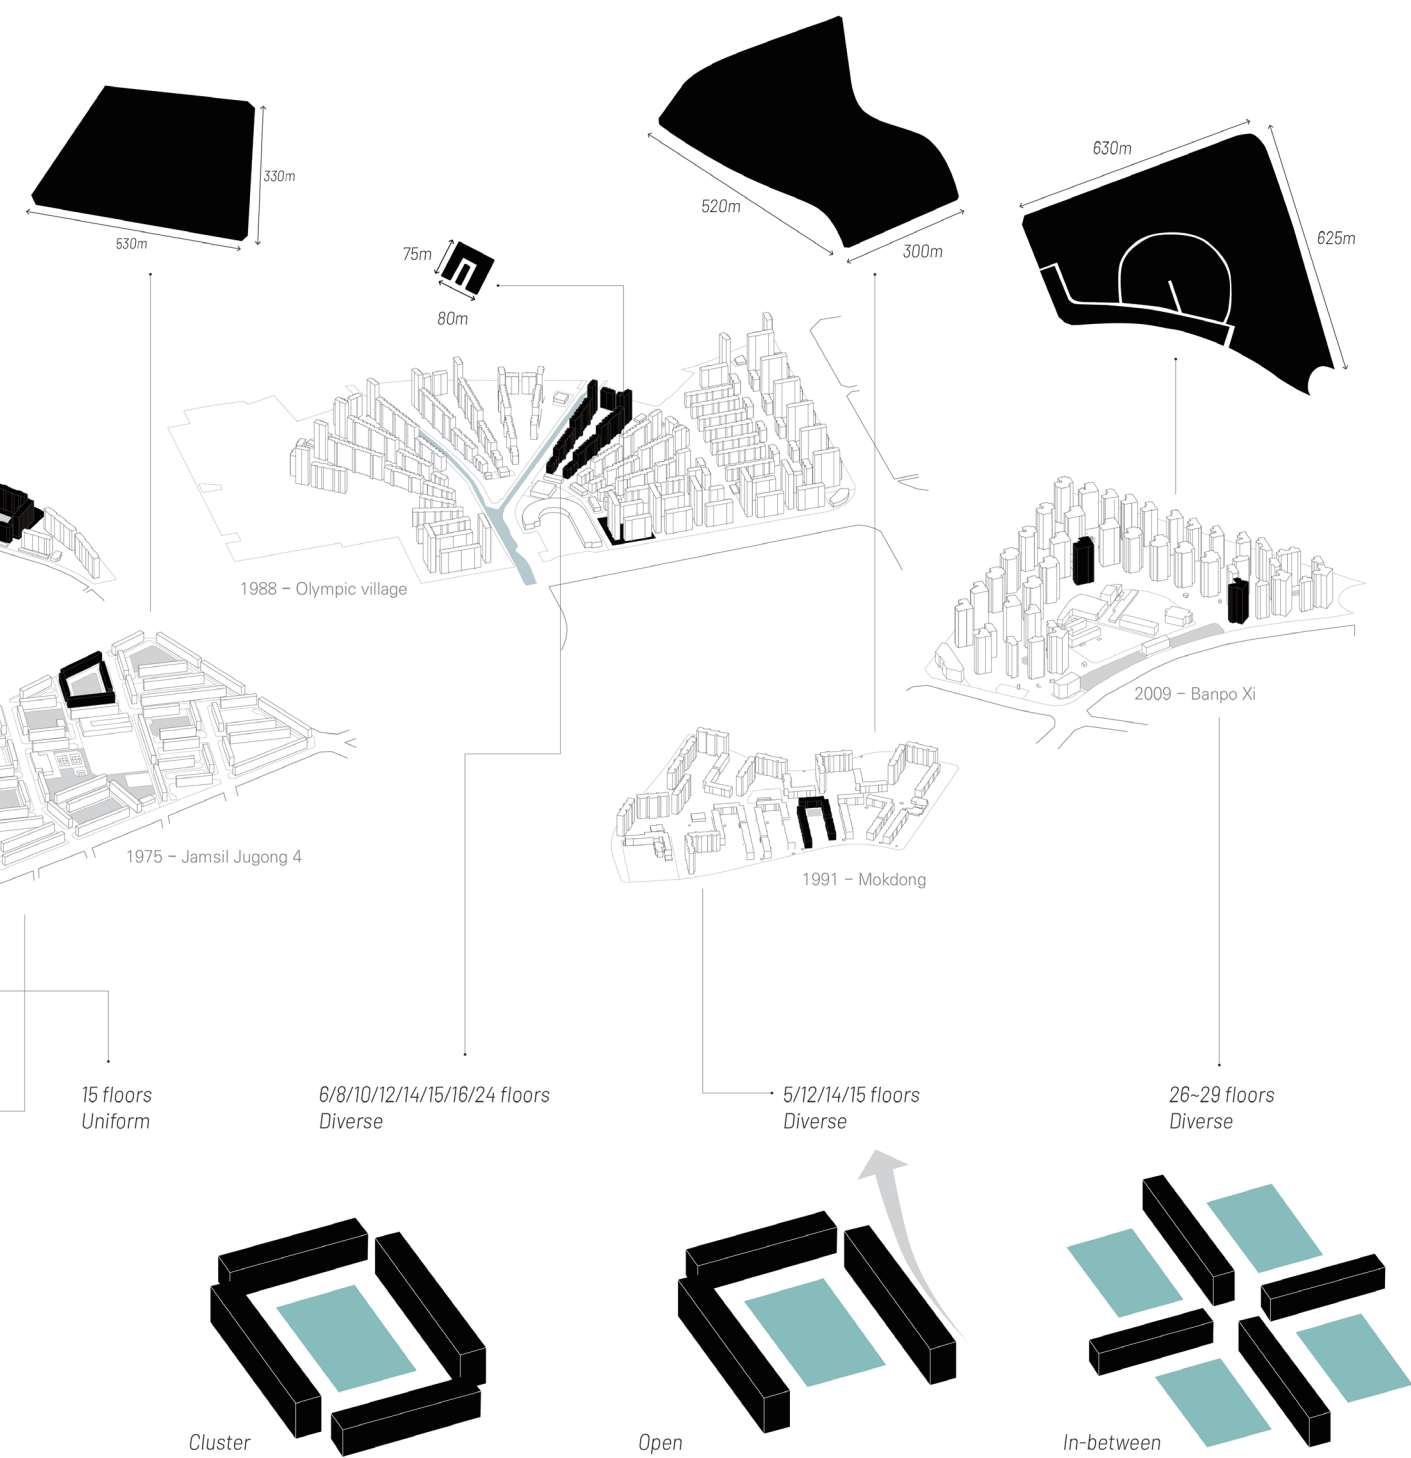 330m
530m
75m
80m
520m
300m
630m
625m
1988 – Olympic village
2009 – Banpo Xi
1975 – Jamsil Jugong 4
1991 – Mokdong
15 floors
Uniform
6/8/10/12/14/15/16/24 floors
Diverse
5/12/14/15 floors
Diverse
26~29 floors
Diverse
Cluster
Open
In-between